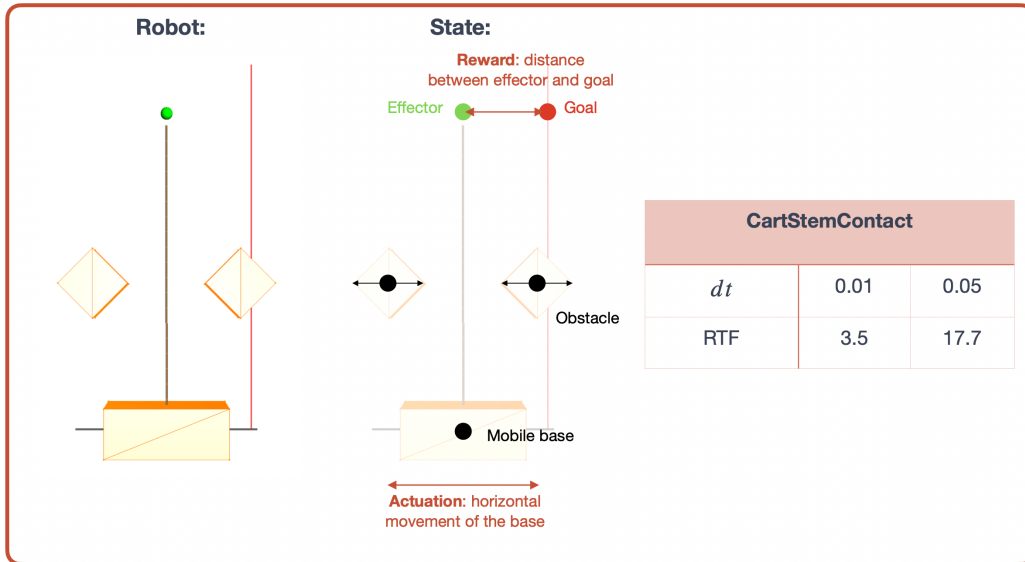 Robot:
State:
Reward: distance
between effector and goal
Effector
Goal
Obstacle
Mobile base
Actuation: horizontal
movement of the base
CartStemContact
dt 0.01 0.05
RTF 3.5 17.7